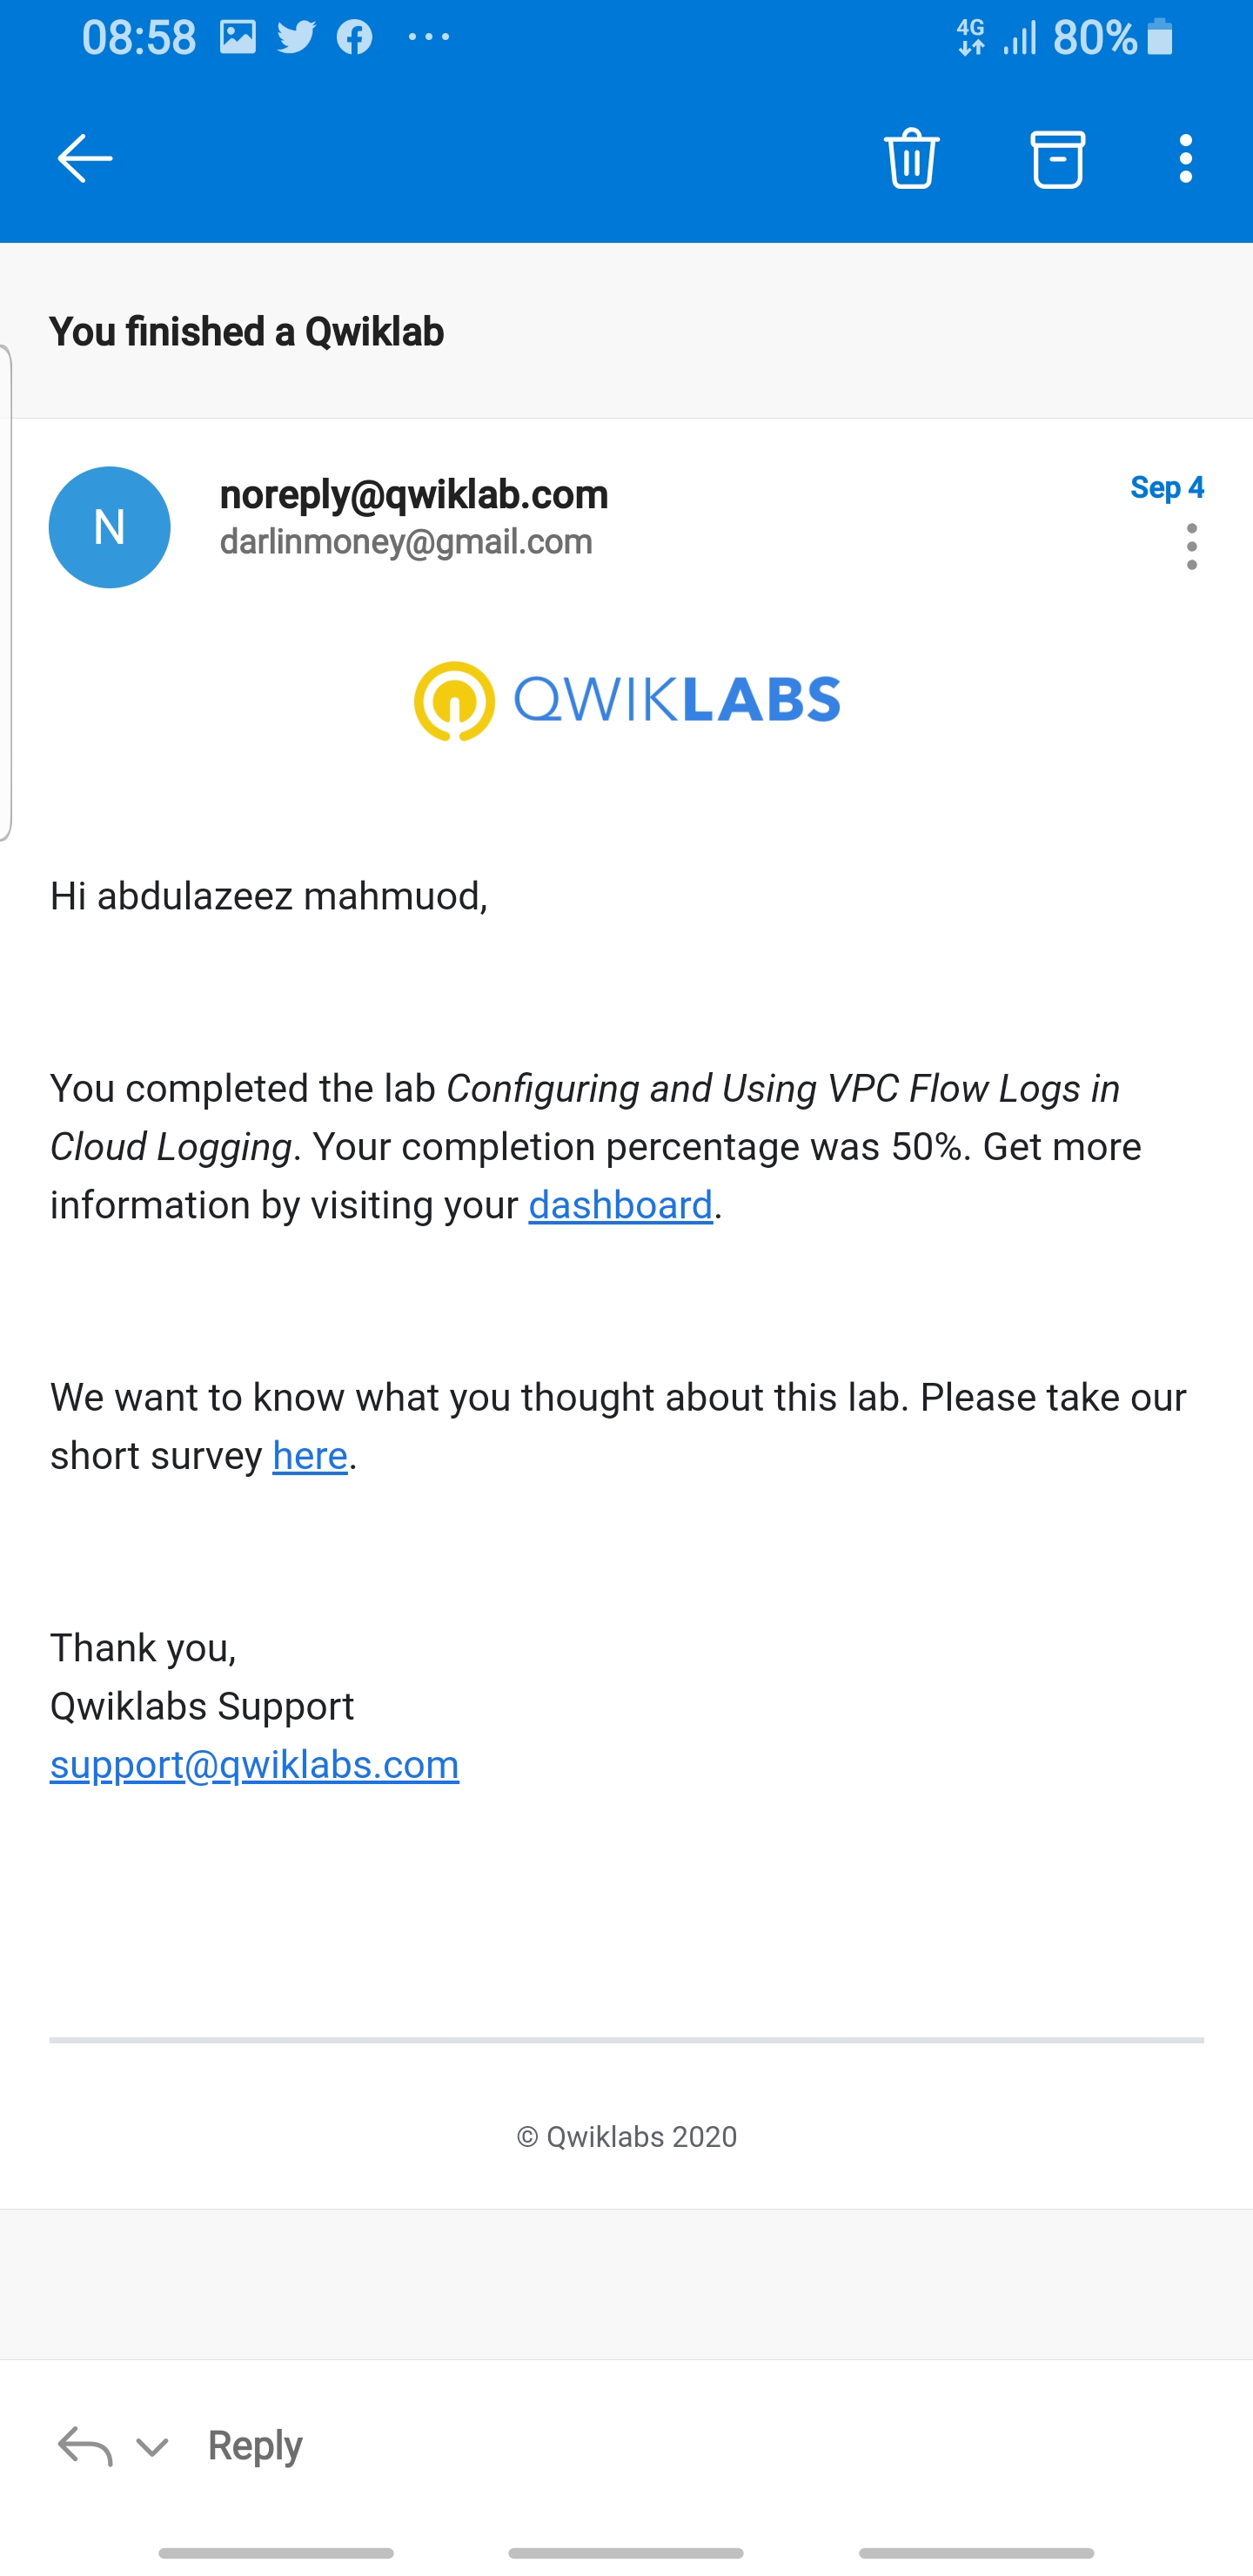 08:58
4G
80%
You finished a Qwiklab
N
noreply@qwiklab.com
Sep 4
darlinmoney@gmail.com
QWIKLABS
Hi abdulazeez mahmuod,
You completed the lab Configuring and Using VPC Flow Logs in
Cloud Logging. Your completion percentage was 50%. Get more
information by visiting your dashboard.
We want to know what you thought about this lab. Please take our
short survey here.
Thank you,
Qwiklabs Support
support@qwiklabs.com
© Qwiklabs 2020
Reply